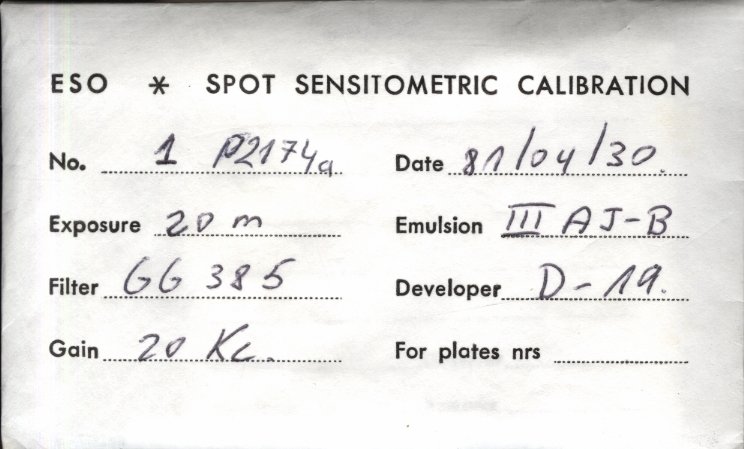 ESO * SPOT SENSITOMETRIC CALIBRATION
No. 1 P2174a Date 81/04/30.
Exposure 20 m Emulsion III AJ-B
Filter GG 385 Developer D-19.
Gain 20 Kc. For plates nrs